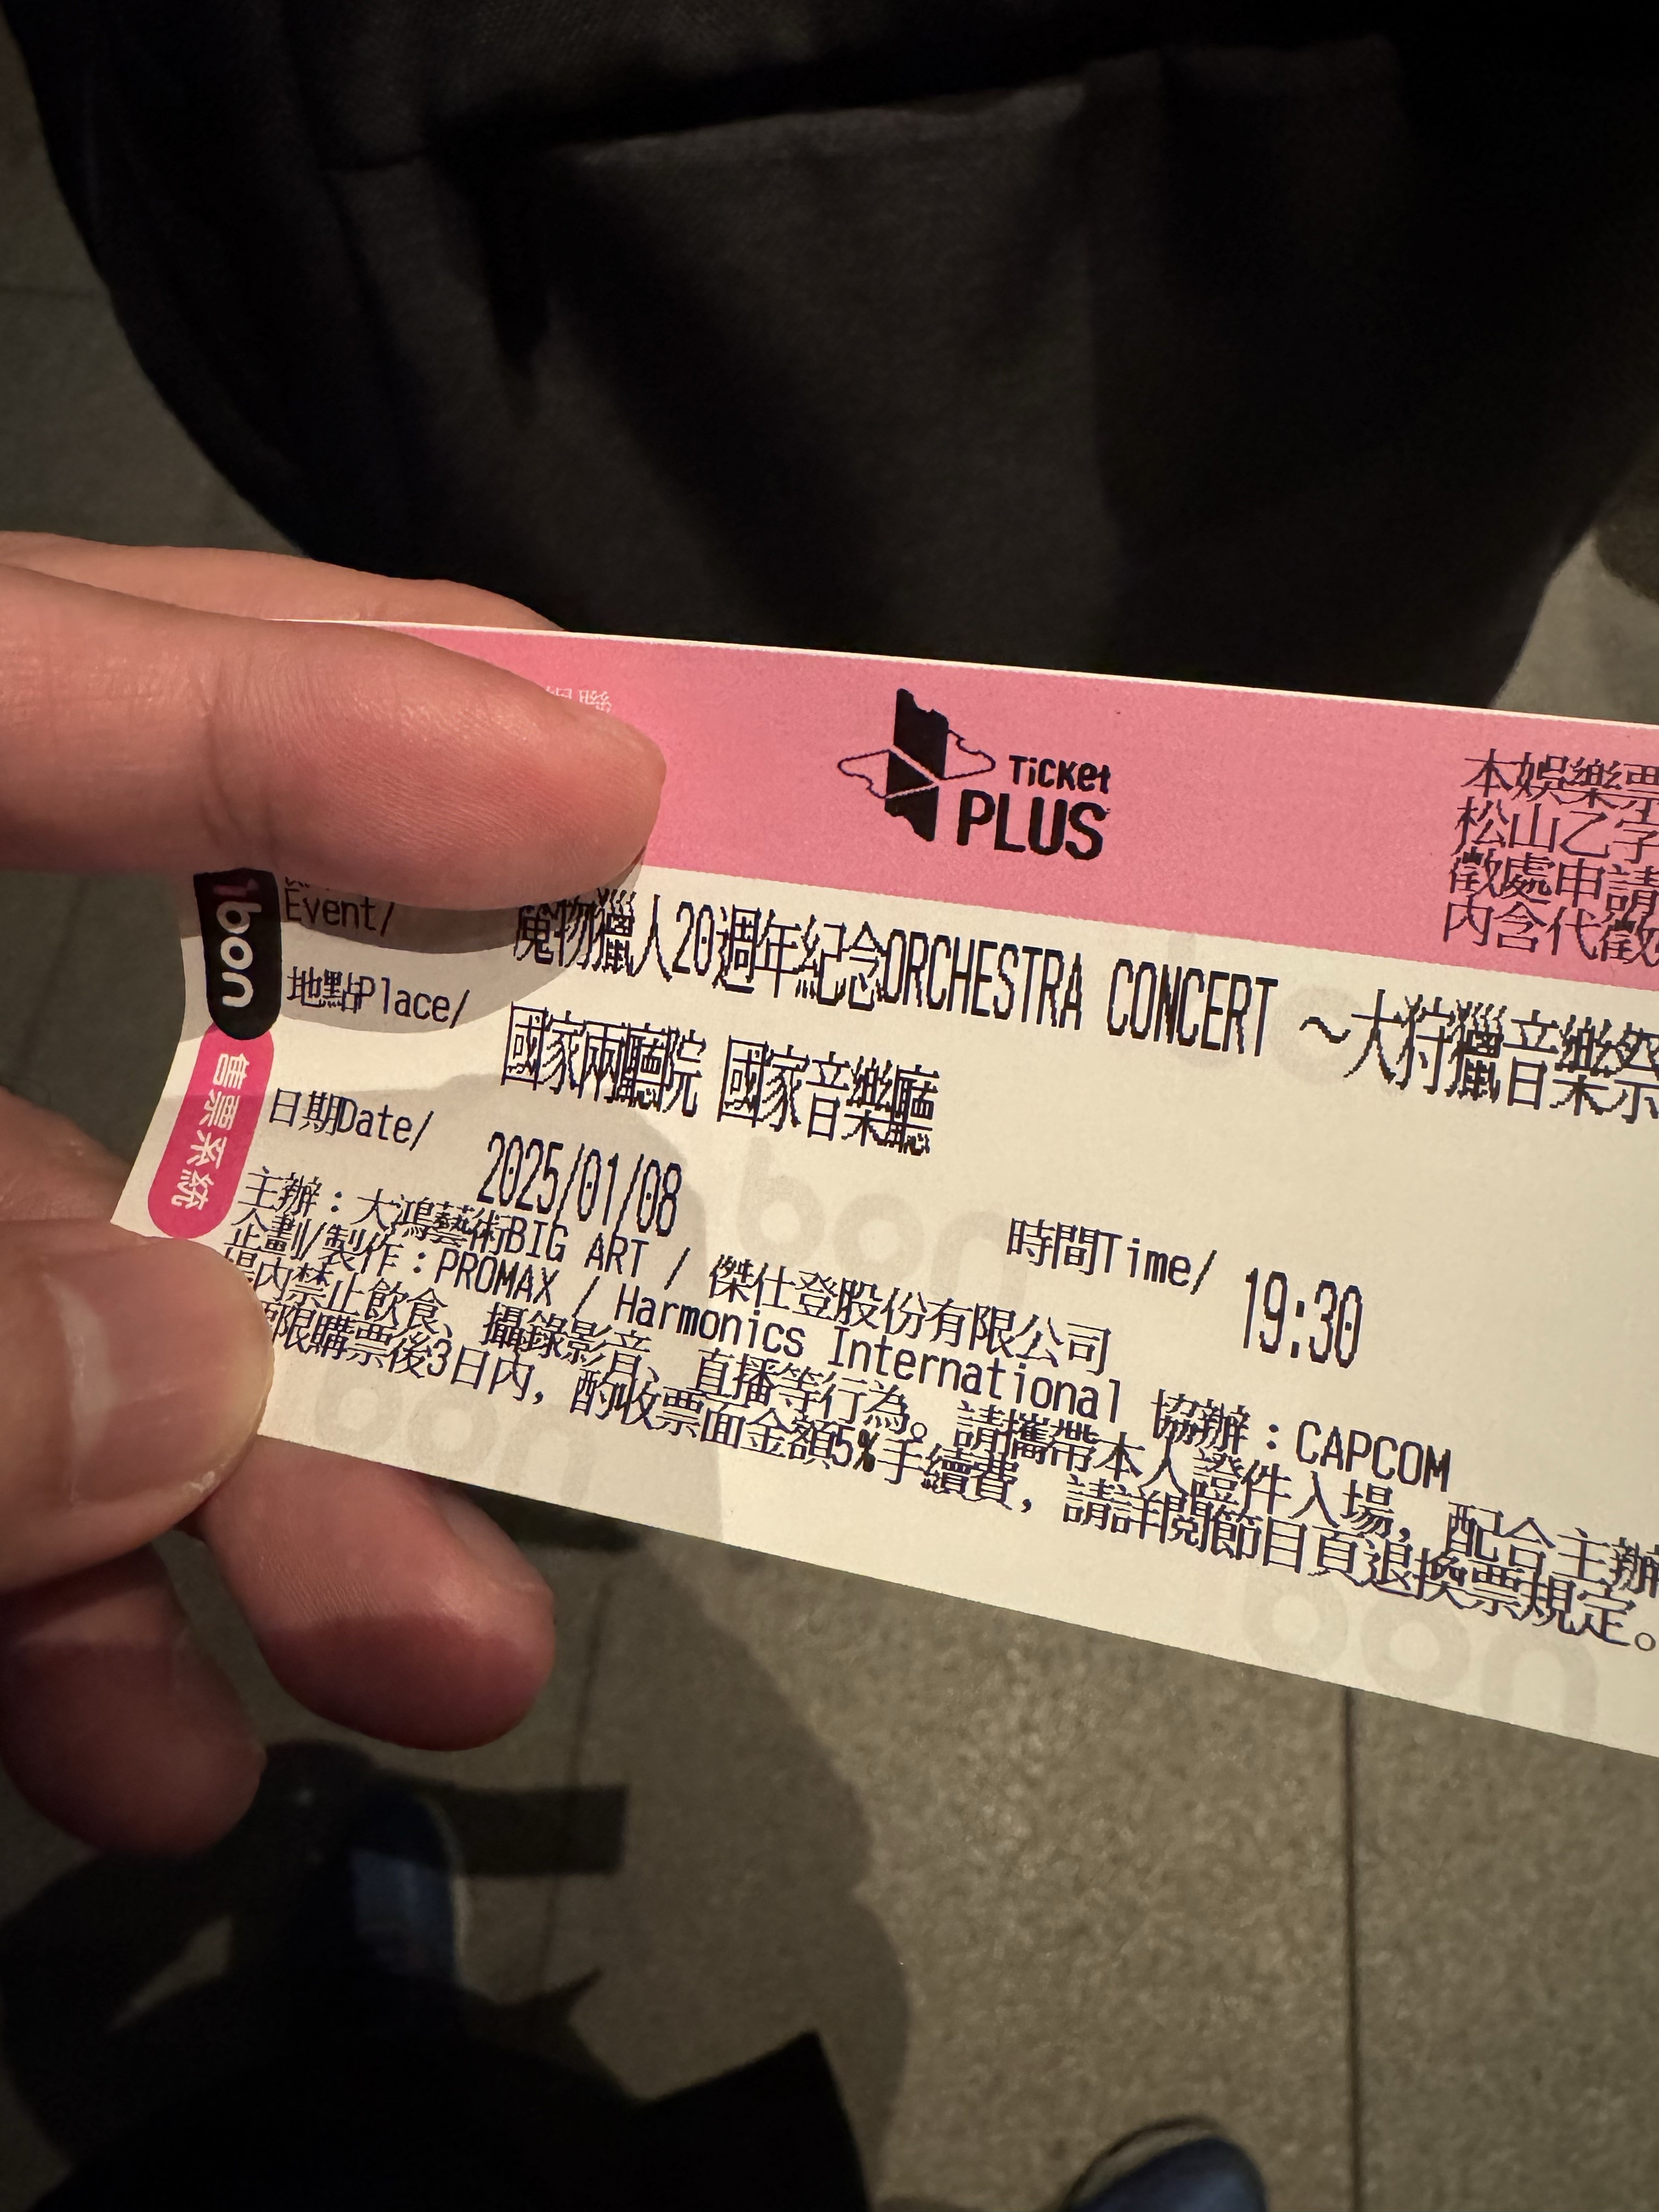 Ticket
PLUS
本娛樂票
松山乙字
徵處申請
內含代徵
ibon
售票系統
Event/
魔物獵人20週年紀念ORCHESTRA CONCERT ～大狩獵音樂祭
地點Place/
國家兩廳院 國家音樂廳
日期Date/
2025/01/08
時間Time/ 19:30
主辦：大鴻藝術BIG ART / 傑仕登股份有限公司
企劃/製作：PROMAX / Harmonics International 協辦：CAPCOM
場內禁止飲食、攝錄影音、直播等行為。請攜帶本人證件入場，配合主辦
限購票後3日內，酌收票面金額5%手續費，請詳閱節目頁退換票規定。